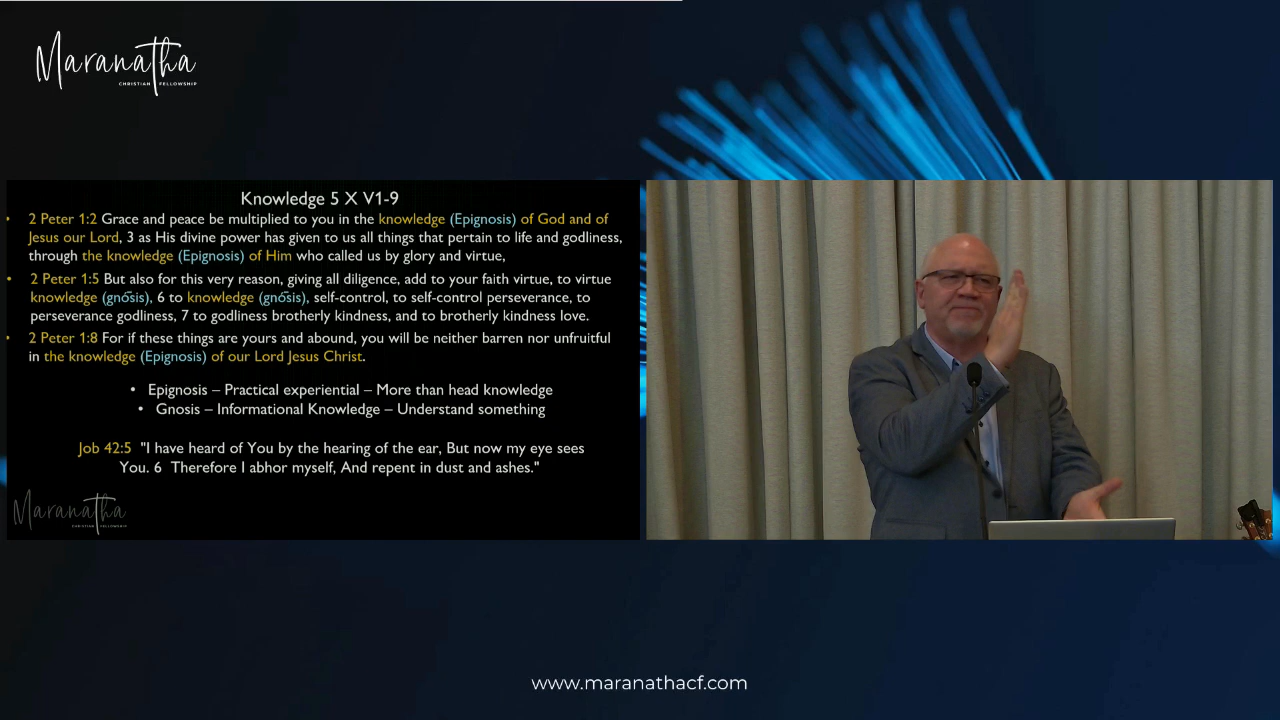 Maranatha
CHRISTIAN FELLOWSHIP
Knowledge 5 X V1-9
• 2 Peter 1:2 Grace and peace be multiplied to you in the knowledge (Epignosis) of God and of
Jesus our Lord, 3 as His divine power has given to us all things that pertain to life and godliness,
through the knowledge (Epignosis) of Him who called us by glory and virtue,
• 2 Peter 1:5 But also for this very reason, giving all diligence, add to your faith virtue, to virtue
knowledge (gnōsis), 6 to knowledge (gnōsis), self-control, to self-control perseverance, to
perseverance godliness, 7 to godliness brotherly kindness, and to brotherly kindness love.
• 2 Peter 1:8 For if these things are yours and abound, you will be neither barren nor unfruitful
in the knowledge (Epignosis) of our Lord Jesus Christ.
• Epignosis – Practical experiential – More than head knowledge
• Gnosis – Informational Knowledge – Understand something
Job 42:5 "I have heard of You by the hearing of the ear, But now my eye sees
You. 6 Therefore I abhor myself, And repent in dust and ashes."
Maranatha
CHRISTIAN FELLOWSHIP
www.maranathacf.com